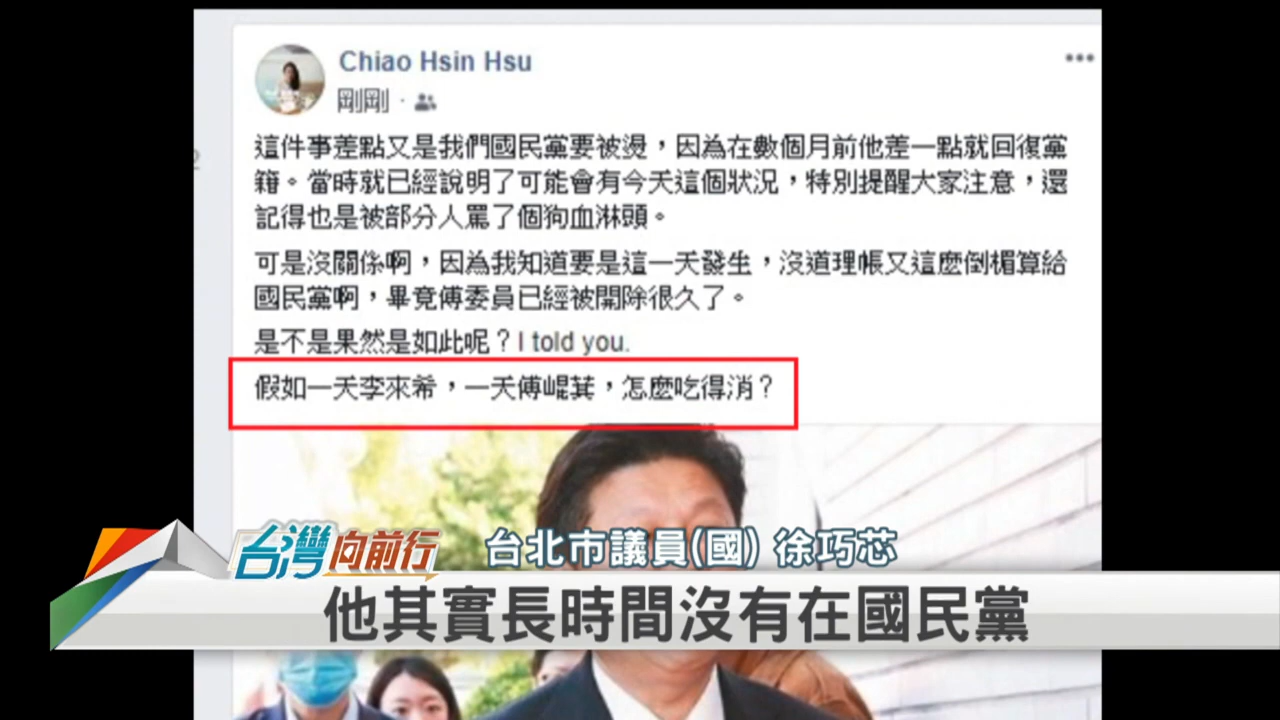 Chiao Hsin Hsu
剛剛 ·
這件事差點又是我們國民黨要被燙，因為在數個月前他差一點就回復黨
籍。當時就已經說明了可能會有今天這個狀況，特別提醒大家注意，還
記得也是被部分人罵了個狗血淋頭。
可是沒關係啊，因為我知道要是這一天發生，沒道理帳又這麼倒楣算給
國民黨啊，畢竟傅委員已經被開除很久了。
是不是果然是如此呢？I told you.
假如一天李來希，一天傅崐萁，怎麼吃得消？
台灣向前行
台北市議員(國) 徐巧芯
他其實長時間沒有在國民黨